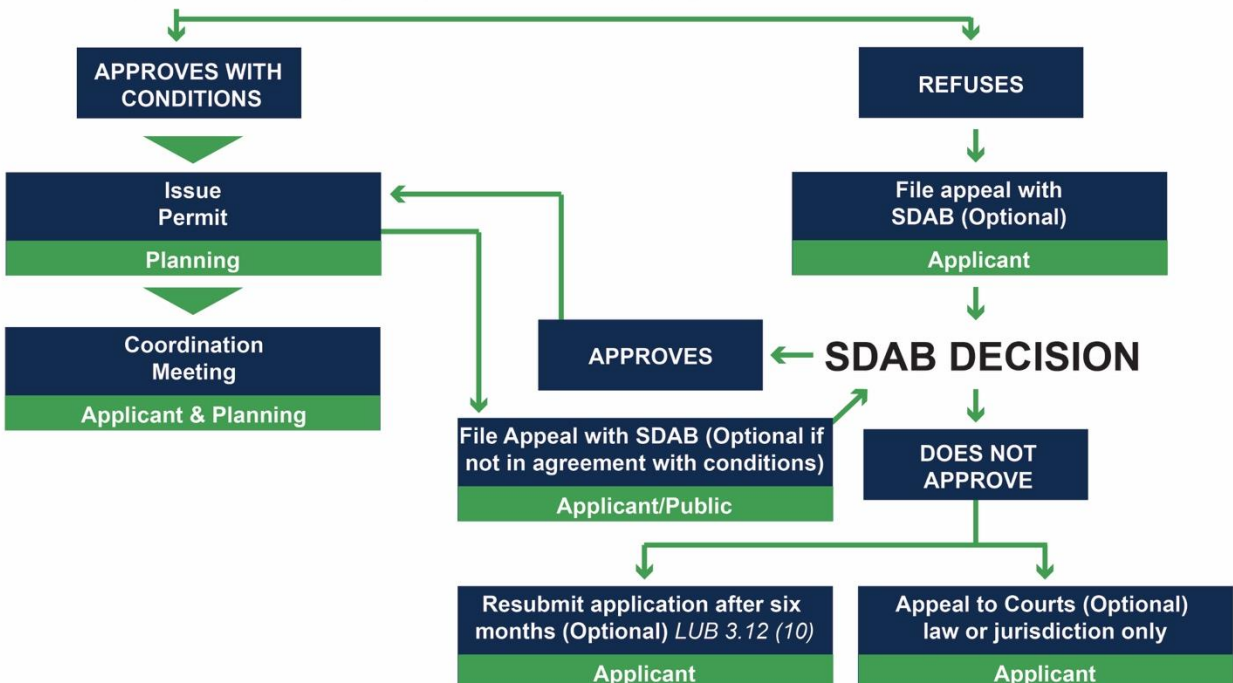 APPROVES WITH
CONDITIONS
REFUSES
Issue
Permit
Planning
File appeal with
SDAB (Optional)
Applicant
Coordination
Meeting
Applicant & Planning
APPROVES
SDAB DECISION
File Appeal with SDAB (Optional if
not in agreement with conditions)
Applicant/Public
DOES NOT
APPROVE
Resubmit application after six
months (Optional) LUB 3.12 (10)
Applicant
Appeal to Courts (Optional)
law or jurisdiction only
Applicant